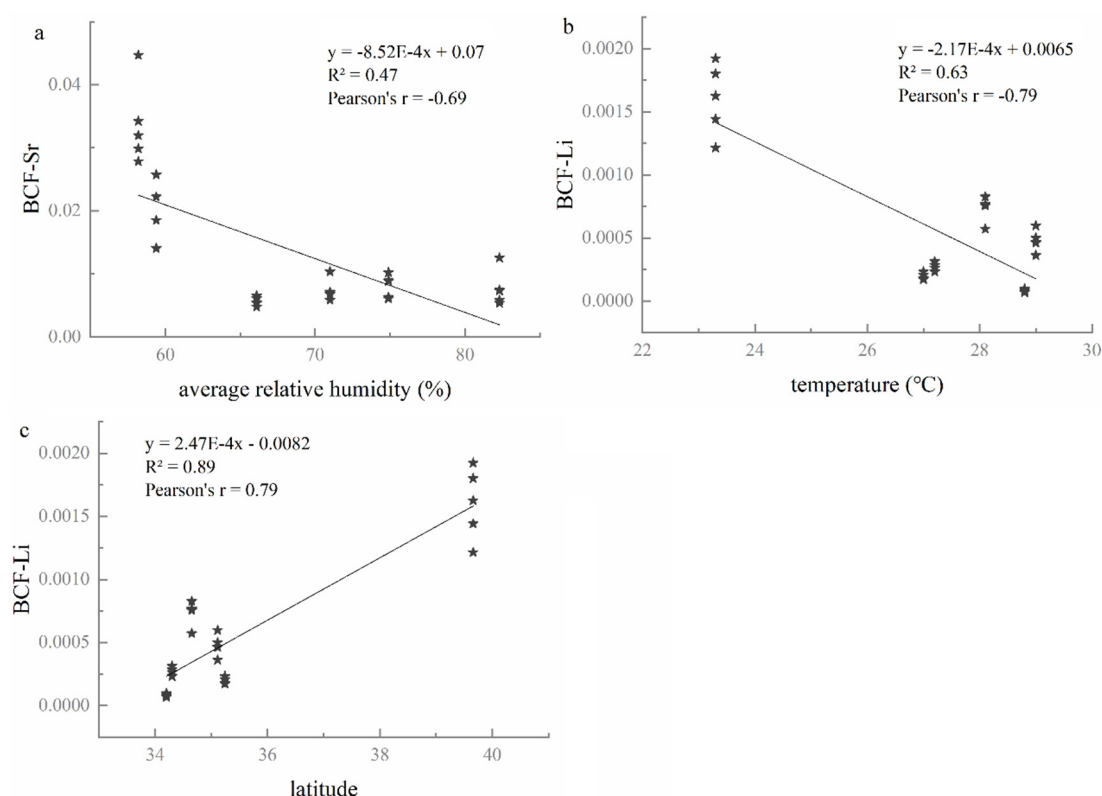 a
y = -8.52E-4x + 0.07
R² = 0.47
Pearson's r = -0.69
0.04
0.02
0.00
BCF-Sr
60 70 80
average relative humidity (%)
b
y = -2.17E-4x + 0.0065
R² = 0.63
Pearson's r = -0.79
0.0020
0.0015
0.0010
0.0005
0.0000
BCF-Li
22 24 26 28 30
temperature (℃)
c
y = 2.47E-4x - 0.0082
R² = 0.89
Pearson's r = 0.79
0.0020
0.0015
0.0010
0.0005
0.0000
BCF-Li
34 36 38 40
latitude